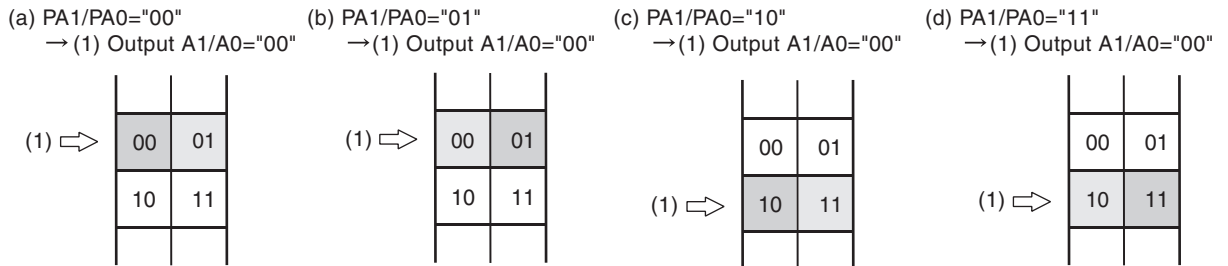 (a) PA1/PA0="00"
→(1) Output A1/A0="00"
(1)
00 01
10 11
(b) PA1/PA0="01"
→(1) Output A1/A0="00"
(1)
00 01
10 11
(c) PA1/PA0="10"
→(1) Output A1/A0="00"
00 01
(1)
10 11
(d) PA1/PA0="11"
→(1) Output A1/A0="00"
00 01
(1)
10 11